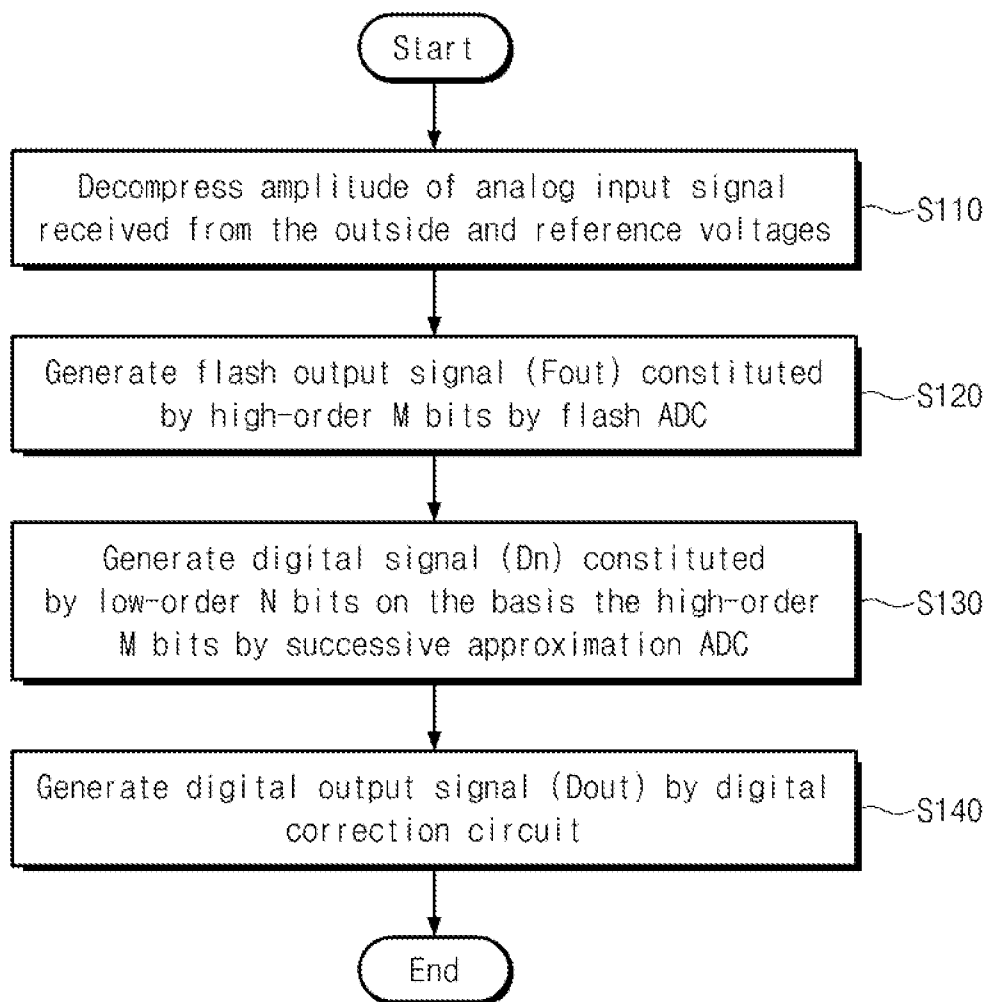 Start
Decompress amplitude of analog input signal
received from the outside and reference voltages
S110
Generate flash output signal (Fout) constituted
by high-order M bits by flash ADC
S120
Generate digital signal (Dn) constituted
by low-order N bits on the basis the high-order
M bits by successive approximation ADC
S130
Generate digital output signal (Dout) by digital
correction circuit
S140
End